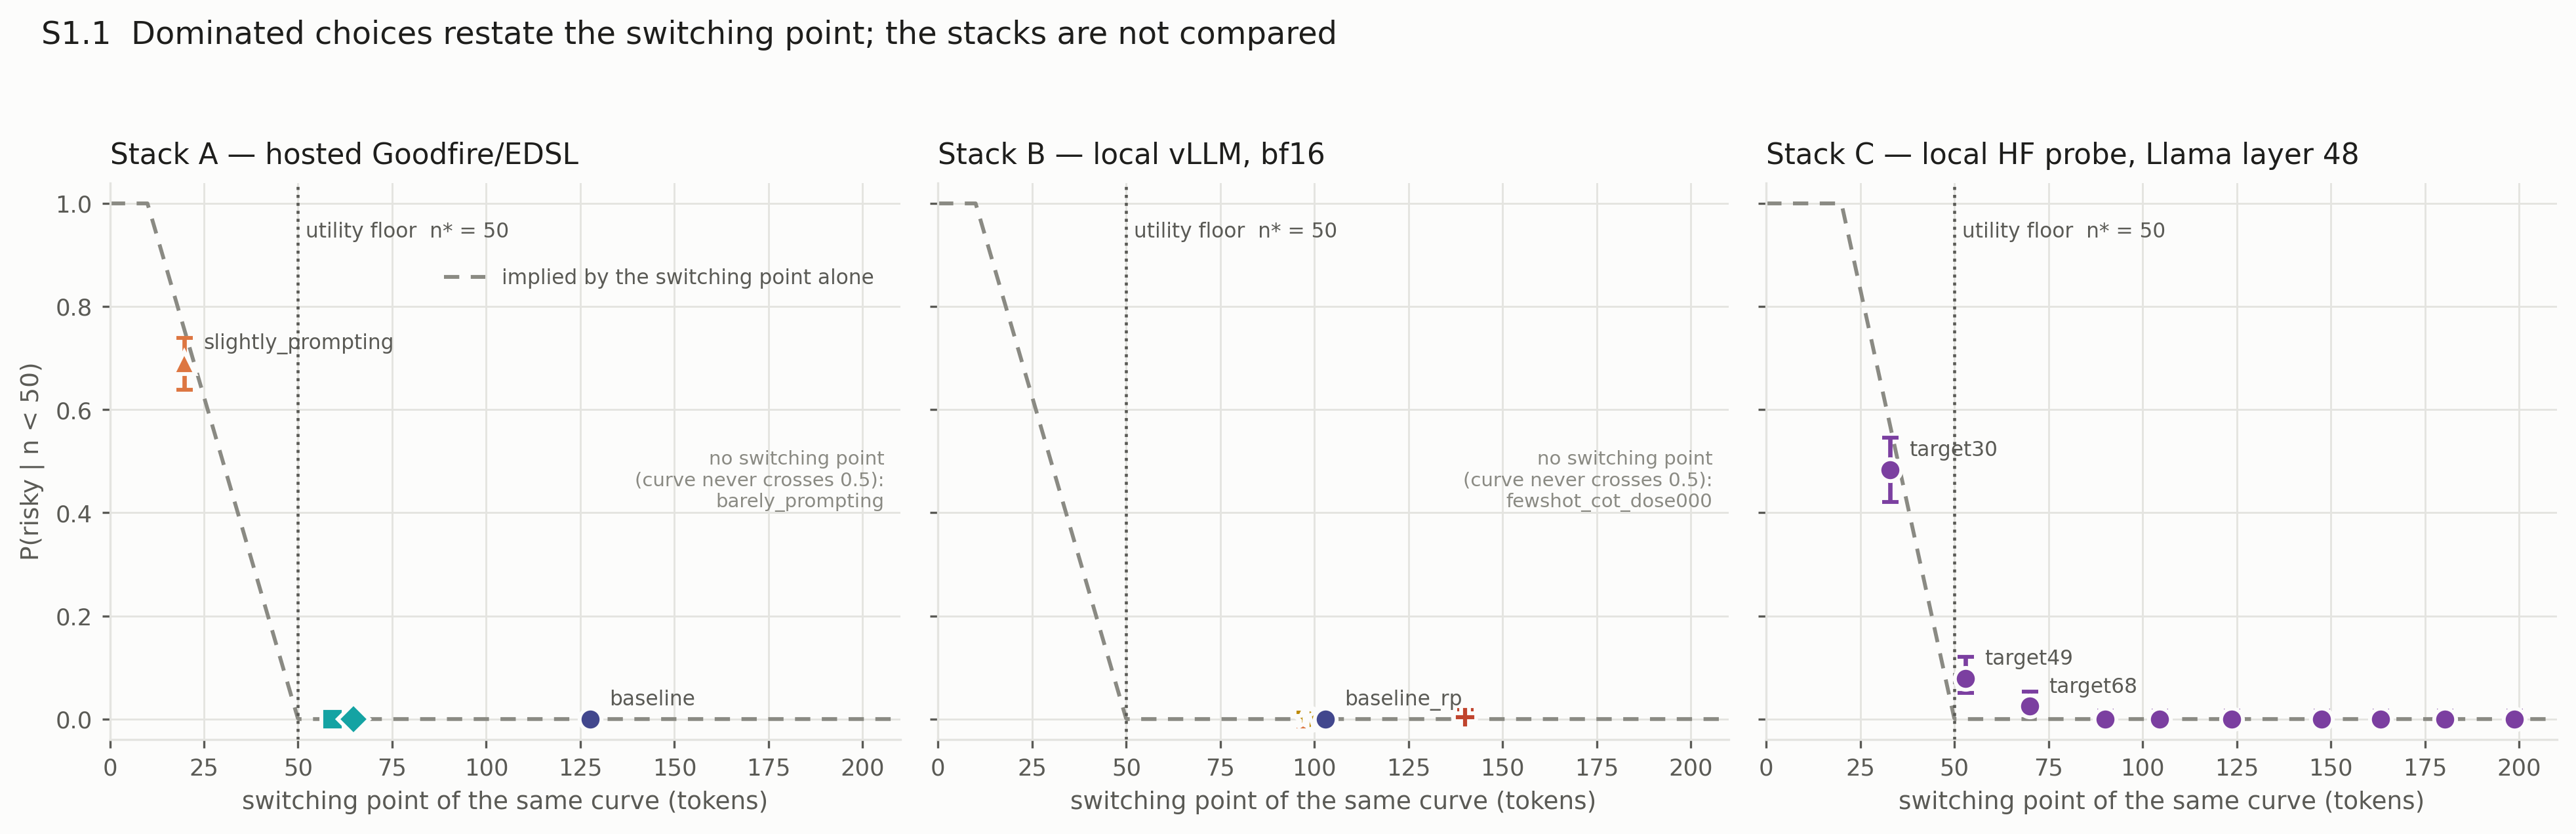 S1.1  Dominated choices restate the switching point; the stacks are not compared
Stack A — hosted Goodfire/EDSL
P(risky | n < 50)
1.0
0.8
0.6
0.4
0.2
0.0
utility floor  n* = 50
implied by the switching point alone
slightly_prompting
no switching point
(curve never crosses 0.5):
barely_prompting
baseline
0 25 50 75 100 125 150 175 200
switching point of the same curve (tokens)
Stack B — local vLLM, bf16
utility floor  n* = 50
no switching point
(curve never crosses 0.5):
fewshot_cot_dose000
baseline_rp
0 25 50 75 100 125 150 175 200
switching point of the same curve (tokens)
Stack C — local HF probe, Llama layer 48
utility floor  n* = 50
target30
target49
target68
0 25 50 75 100 125 150 175 200
switching point of the same curve (tokens)